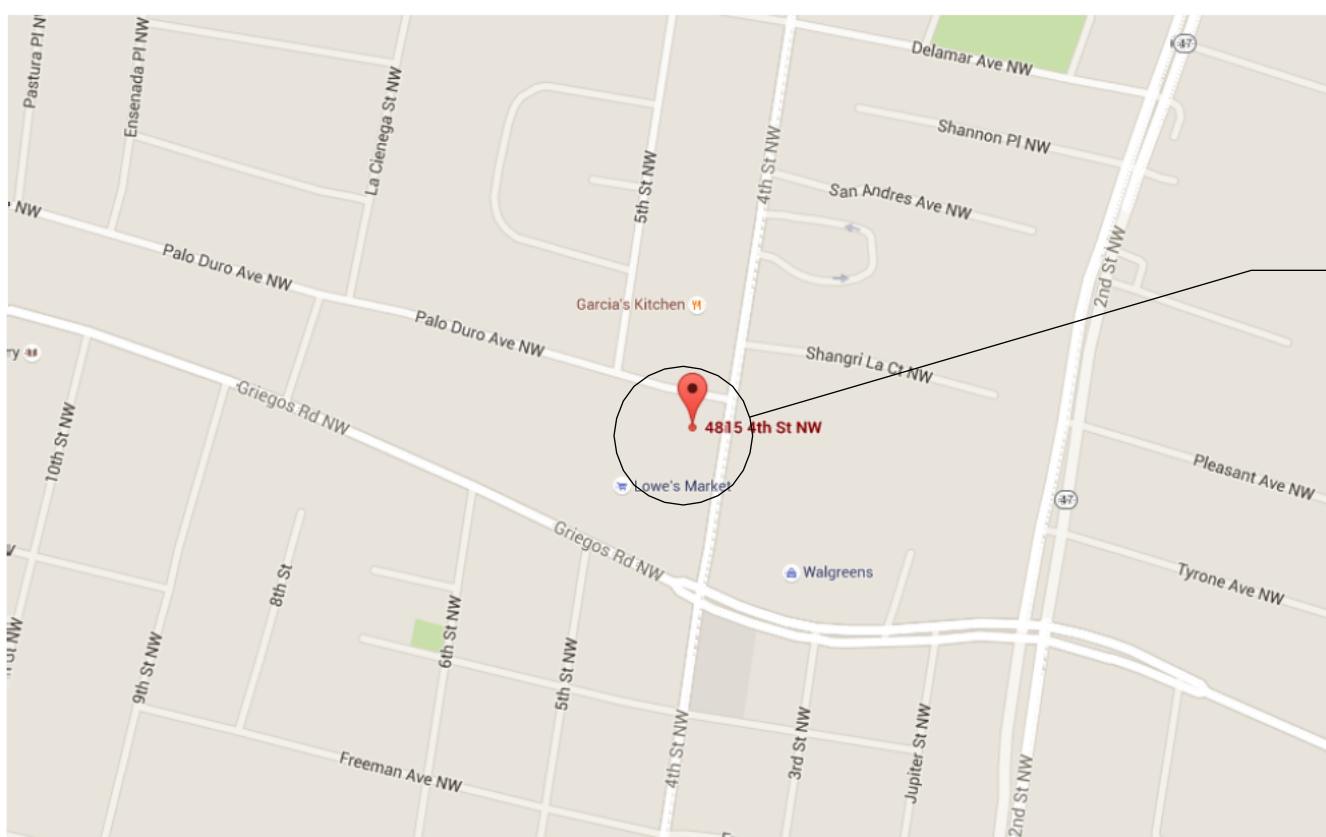 Pastura Pl N
Ensenada Pl NW
La Cienega St NW
5th St NW
4th St NW
Delamar Ave NW
47
Shannon Pl NW
San Andres Ave NW
NW
Palo Duro Ave NW
2nd St NW
Garcia's Kitchen
Palo Duro Ave NW
ry
Shangri La Ct NW
Griegos Rd NW
4815 4th St NW
10th St NW
Lowe's Market
Pleasant Ave NW
47
Griegos Rd NW
Walgreens
Tyrone Ave NW
8th St
6th St NW
St NW
9th St NW
5th St NW
4th St NW
3rd St NW
Jupiter St NW
Freeman Ave NW
2nd St NW